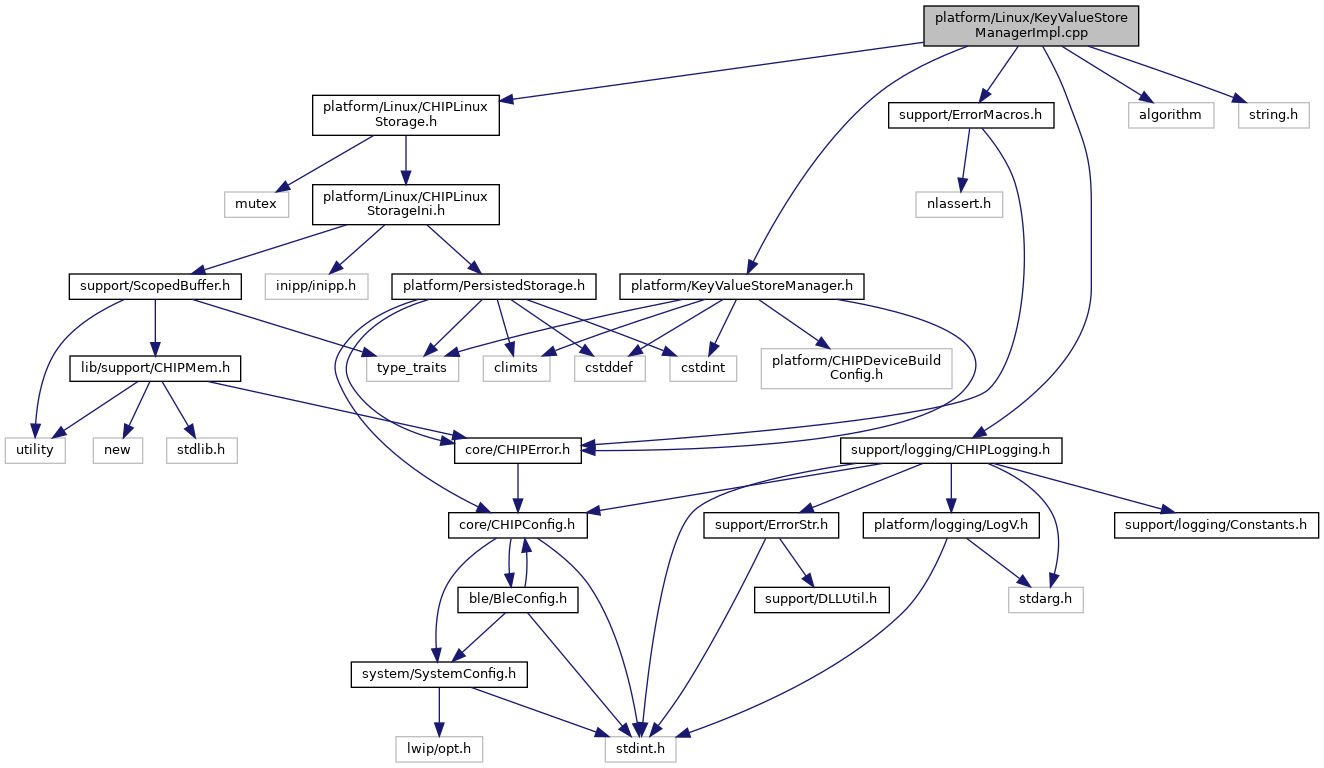 platform/Linux/KeyValueStore
ManagerImpl.cpp
platform/Linux/CHIPLinux
Storage.h
support/ErrorMacros.h
algorithm
string.h
mutex
platform/Linux/CHIPLinux
StorageIni.h
nlassert.h
support/ScopedBuffer.h
inipp/inipp.h
platform/PersistedStorage.h
platform/KeyValueStoreManager.h
lib/support/CHIPMem.h
type_traits
climits
cstddef
cstdint
platform/CHIPDeviceBuild
Config.h
utility
new
stdlib.h
core/CHIPError.h
support/logging/CHIPLogging.h
core/CHIPConfig.h
support/ErrorStr.h
platform/logging/LogV.h
support/logging/Constants.h
ble/BleConfig.h
support/DLLUtil.h
stdarg.h
system/SystemConfig.h
lwip/opt.h
stdint.h